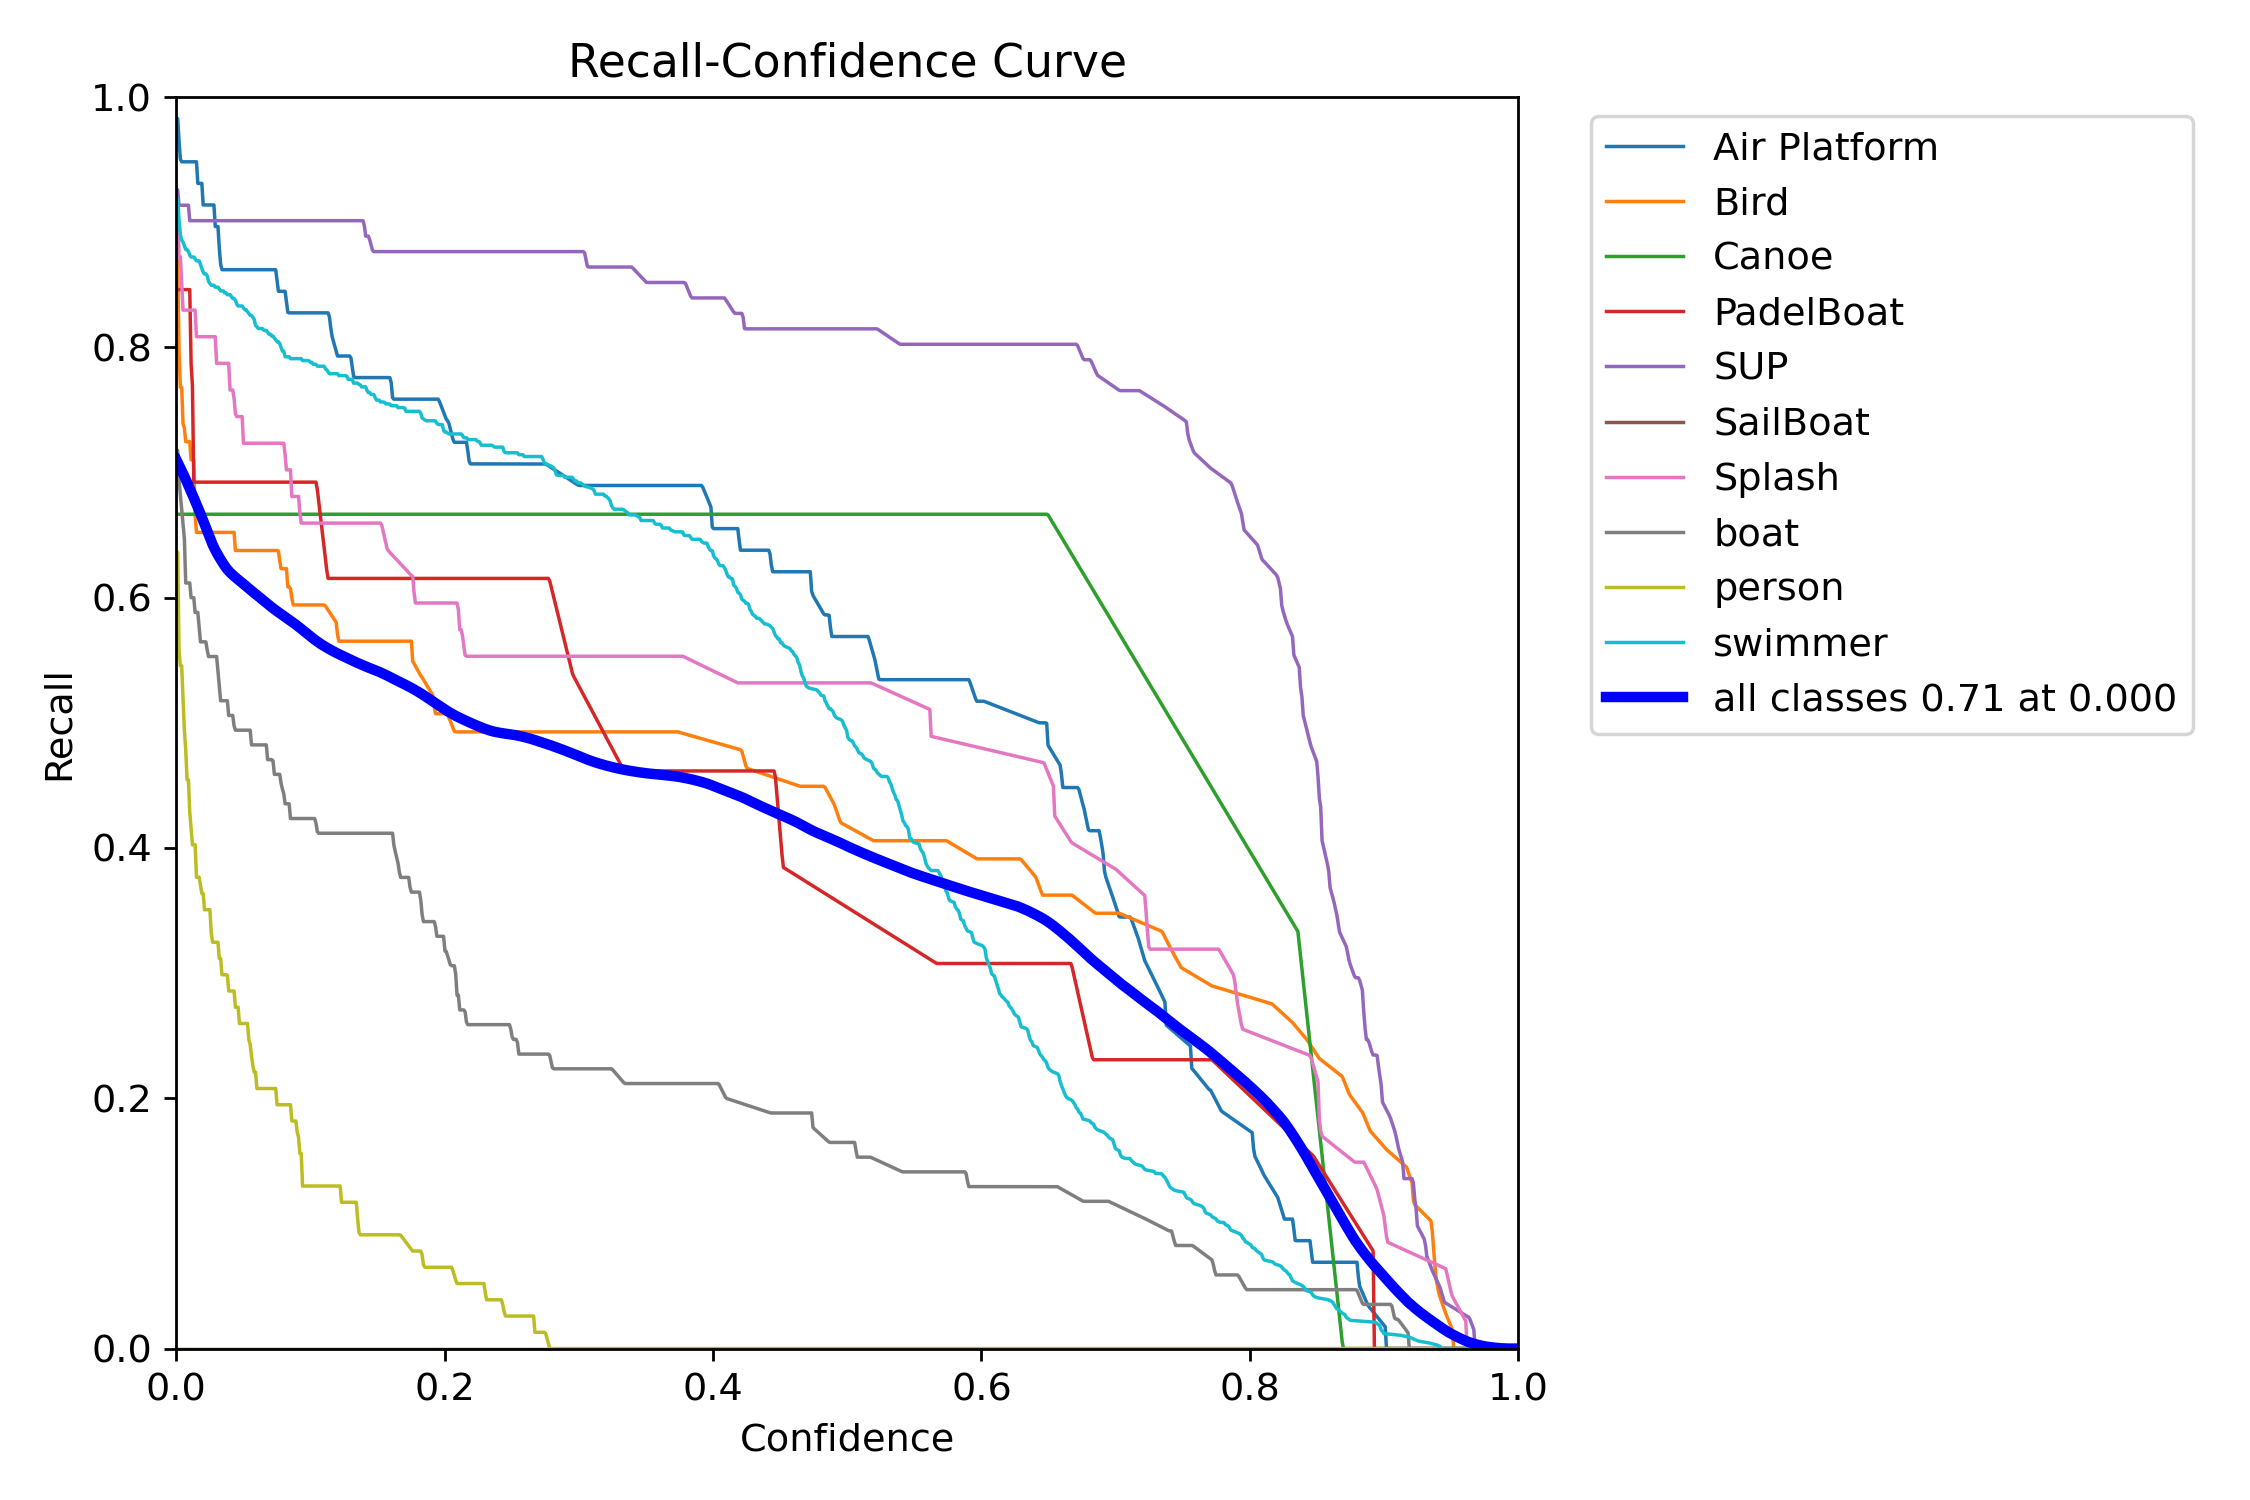 Recall-Confidence Curve
1.0
0.8
0.6
0.4
0.2
0.0
Recall
0.0 0.2 0.4 0.6 0.8 1.0
Confidence
Air Platform
Bird
Canoe
PadelBoat
SUP
SailBoat
Splash
boat
person
swimmer
all classes 0.71 at 0.000